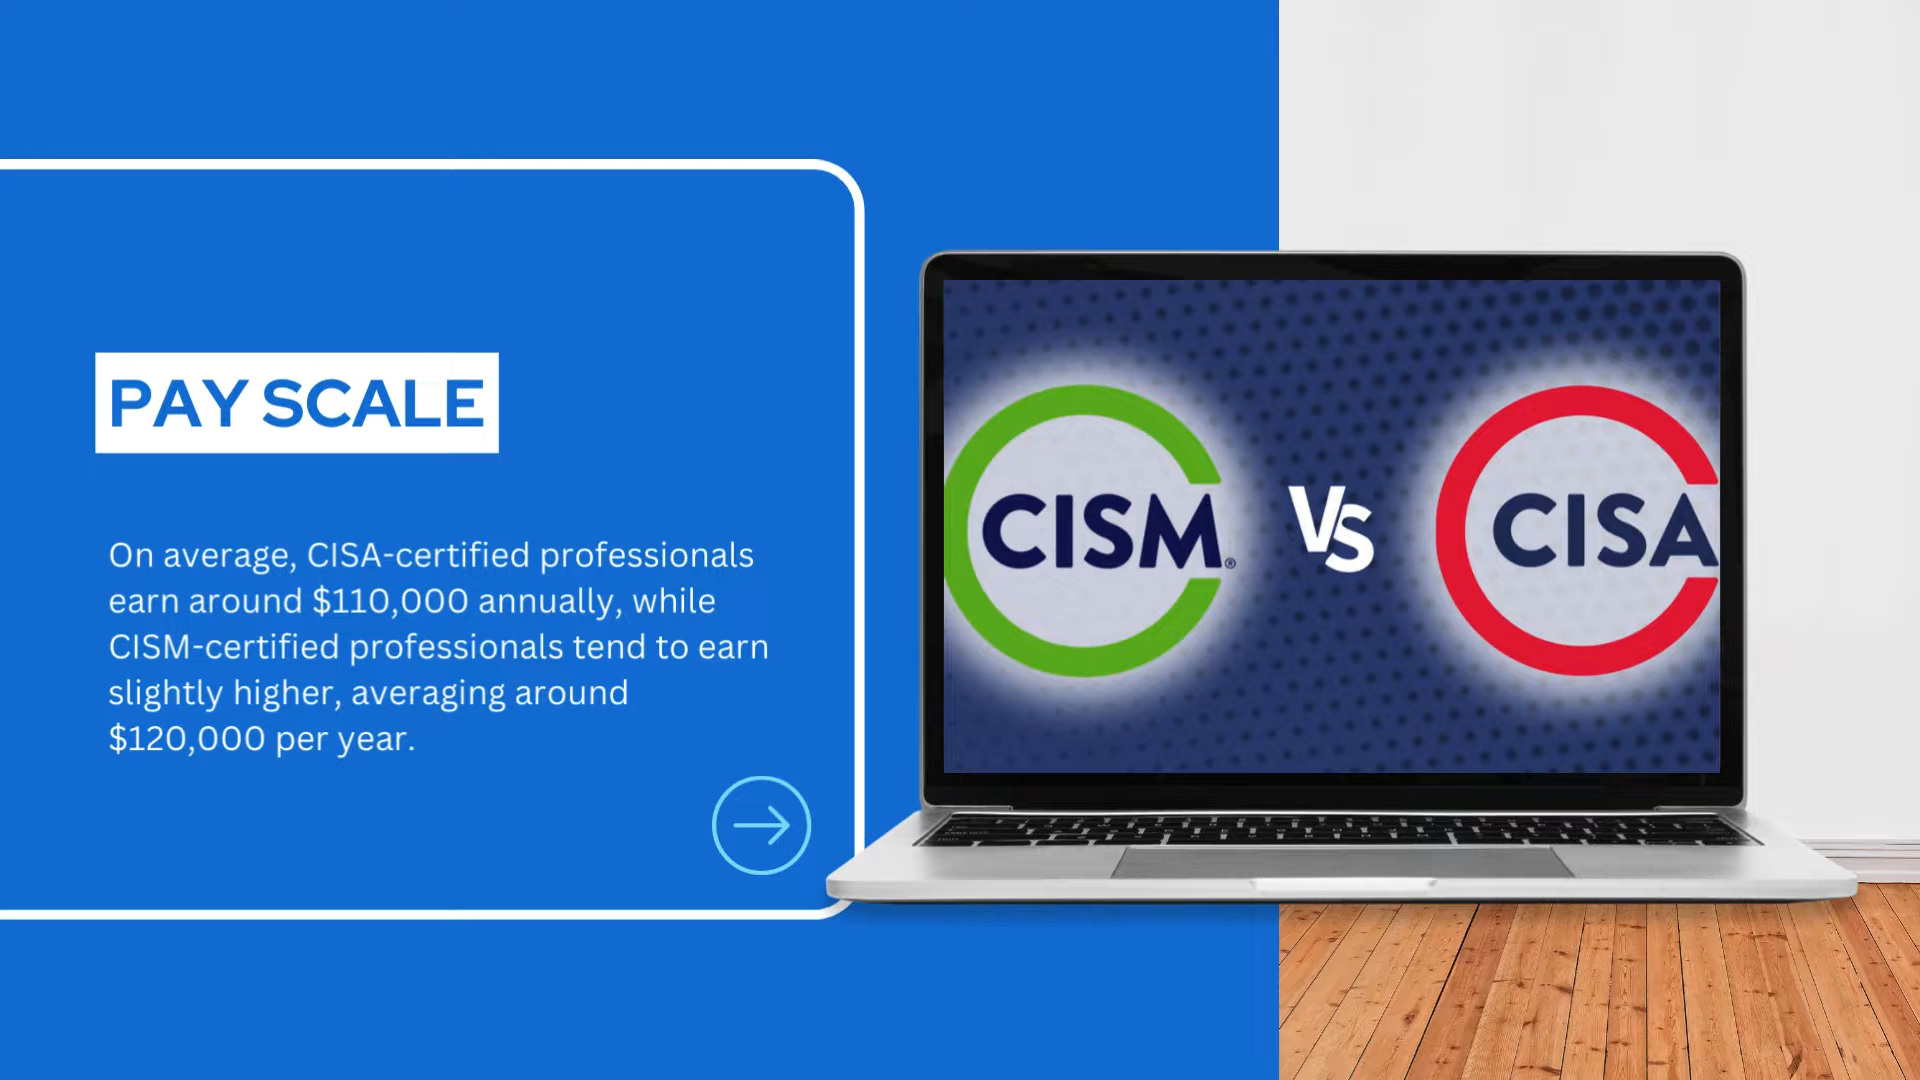 PAY SCALE
On average, CISA-certified professionals
earn around $110,000 annually, while
CISM-certified professionals tend to earn
slightly higher, averaging around
$120,000 per year.
CISM® VS CISA